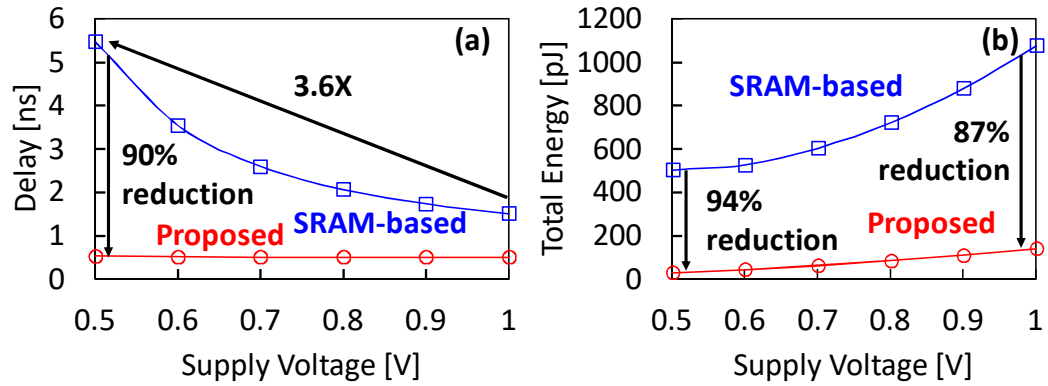 (a)
Delay [ns]
6
5
4
3
2
1
0
3.6X
90%
reduction
SRAM-based
Proposed
0.5 0.6 0.7 0.8 0.9 1
Supply Voltage [V]
(b)
Total Energy [pJ]
1200
1000
800
600
400
200
0
SRAM-based
87%
reduction
94%
reduction
Proposed
0.5 0.6 0.7 0.8 0.9 1
Supply Voltage [V]